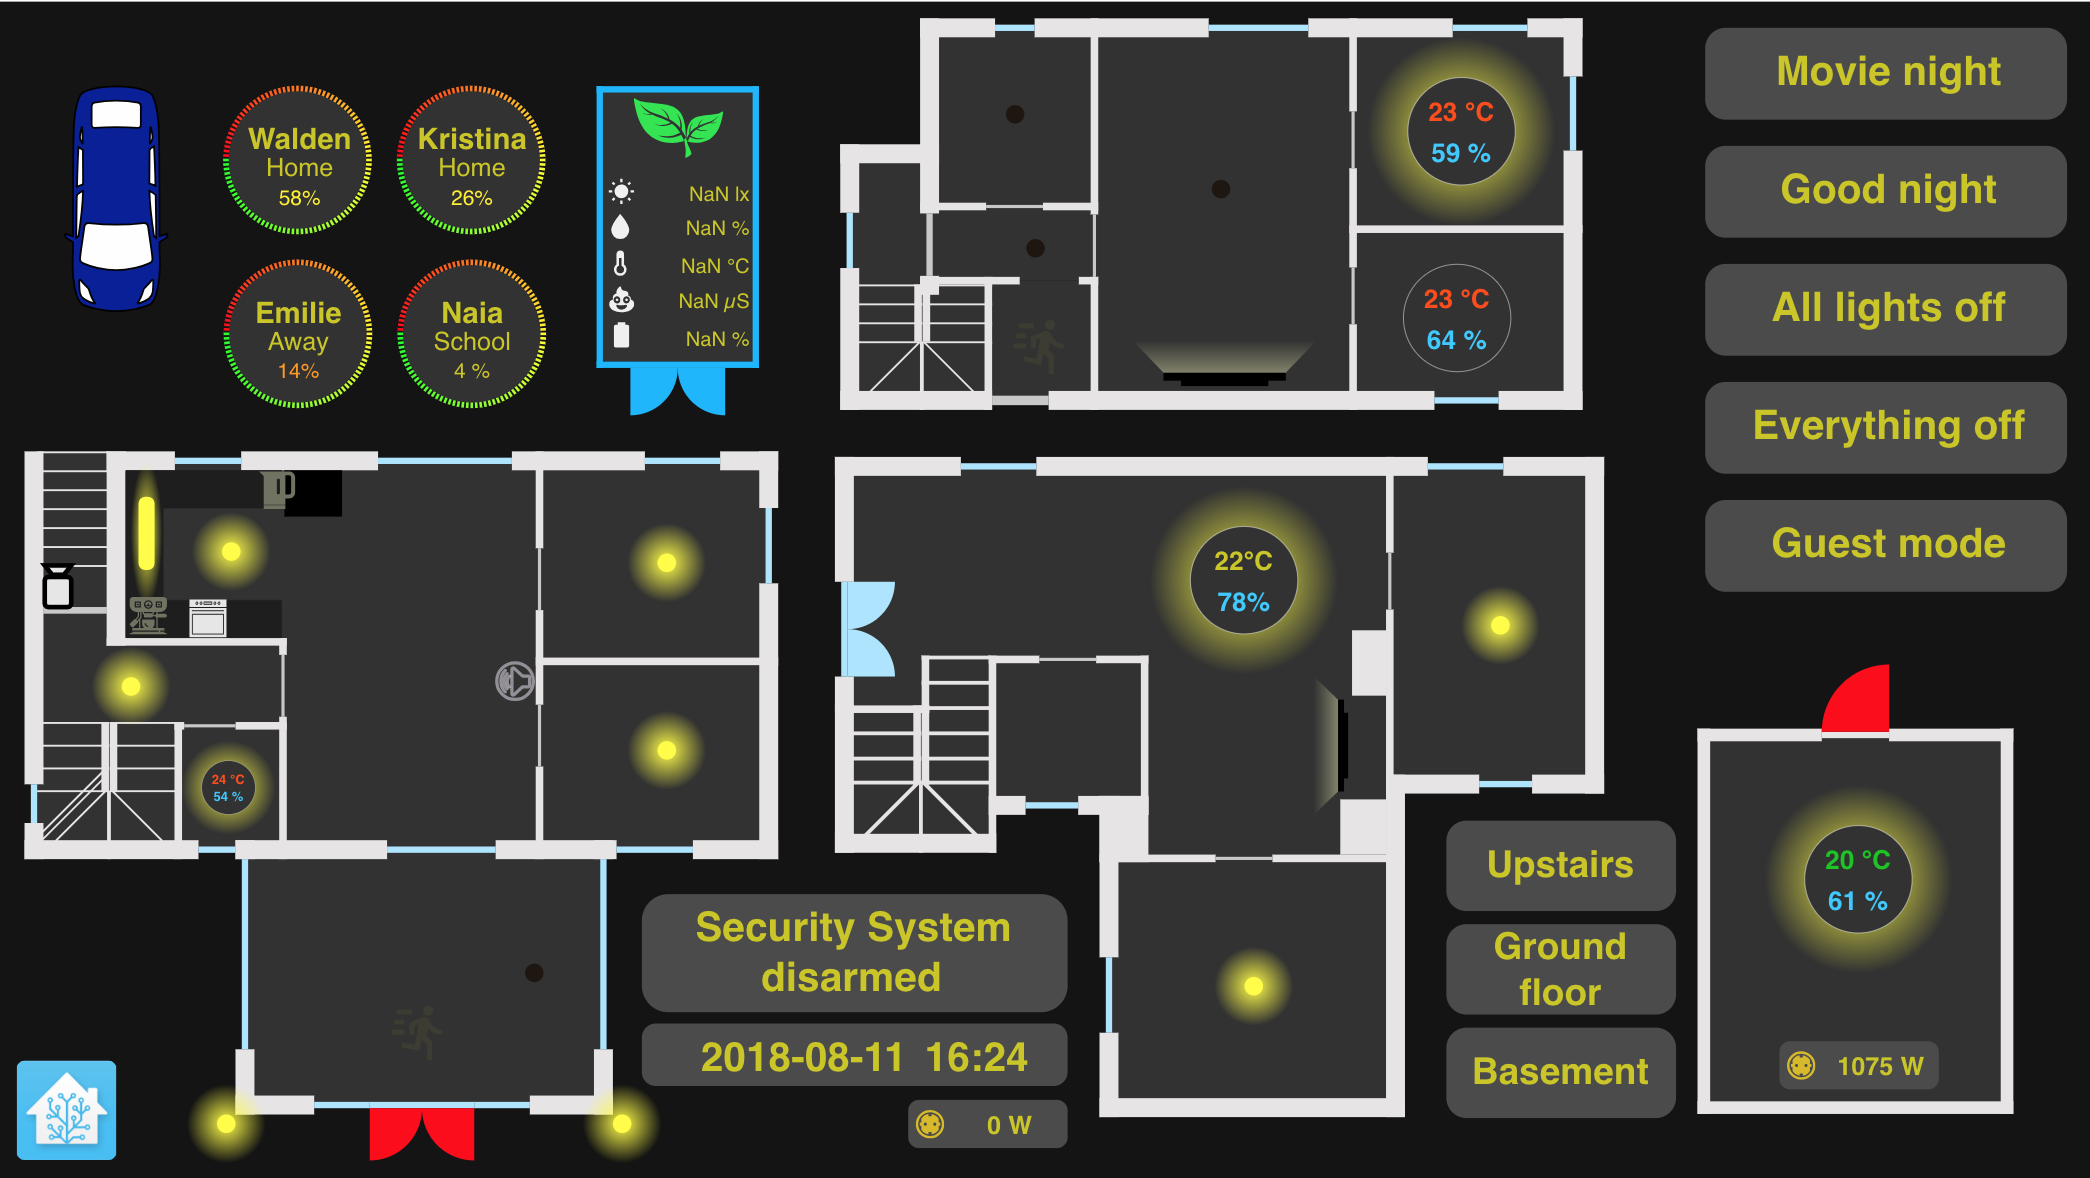 Walden
Home
58%
Kristina
Home
26%
Emilie
Away
14%
Naia
School
4 %
NaN lx
NaN %
NaN °C
NaN µS
NaN %
23 °C
59 %
23 °C
64 %
Movie night
Good night
All lights off
Everything off
Guest mode
24 °C
54 %
22°C
78%
Security System
disarmed
2018-08-11 16:24
0 W
Upstairs
Ground
floor
Basement
20 °C
61 %
1075 W